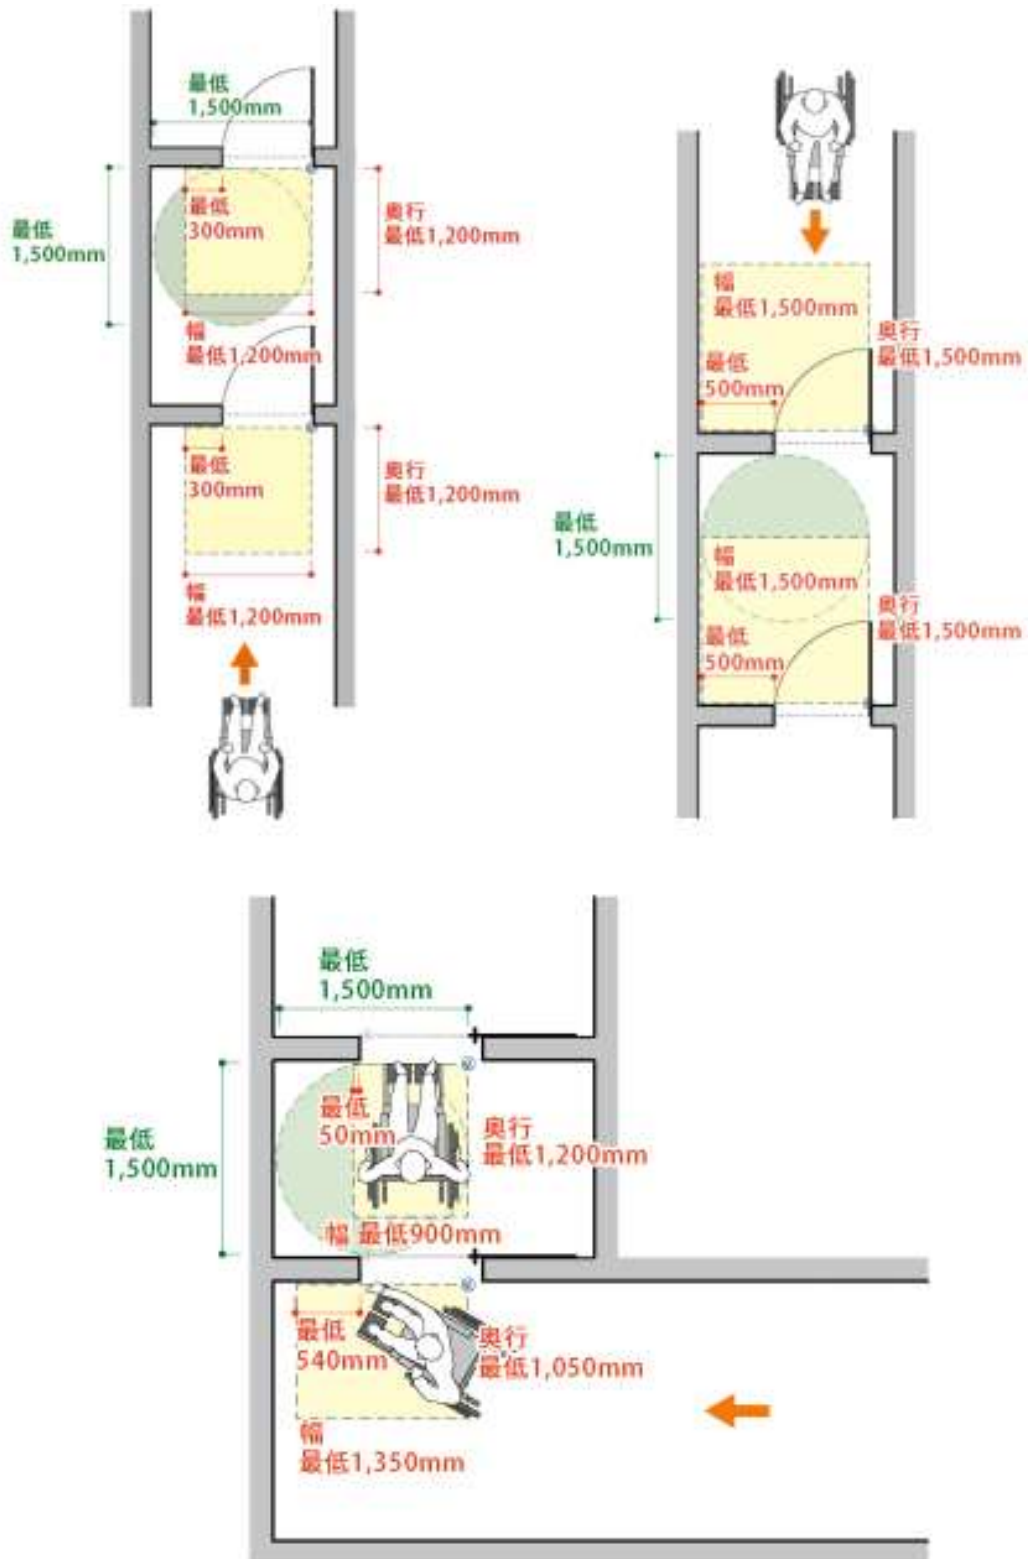 最低
1,500mm
最低
1,500mm
最低
300mm
奥行
最低1,200mm
幅
最低1,200mm
最低
300mm
奥行
最低1,200mm
幅
最低1,200mm
幅
最低1,500mm
奥行
最低1,500mm
最低
500mm
最低
1,500mm
幅
最低1,500mm
奥行
最低1,500mm
最低
500mm
最低
1,500mm
最低
1,500mm
最低
50mm
奥行
最低1,200mm
幅 最低900mm
最低
540mm
奥行
最低1,050mm
幅
最低1,350mm